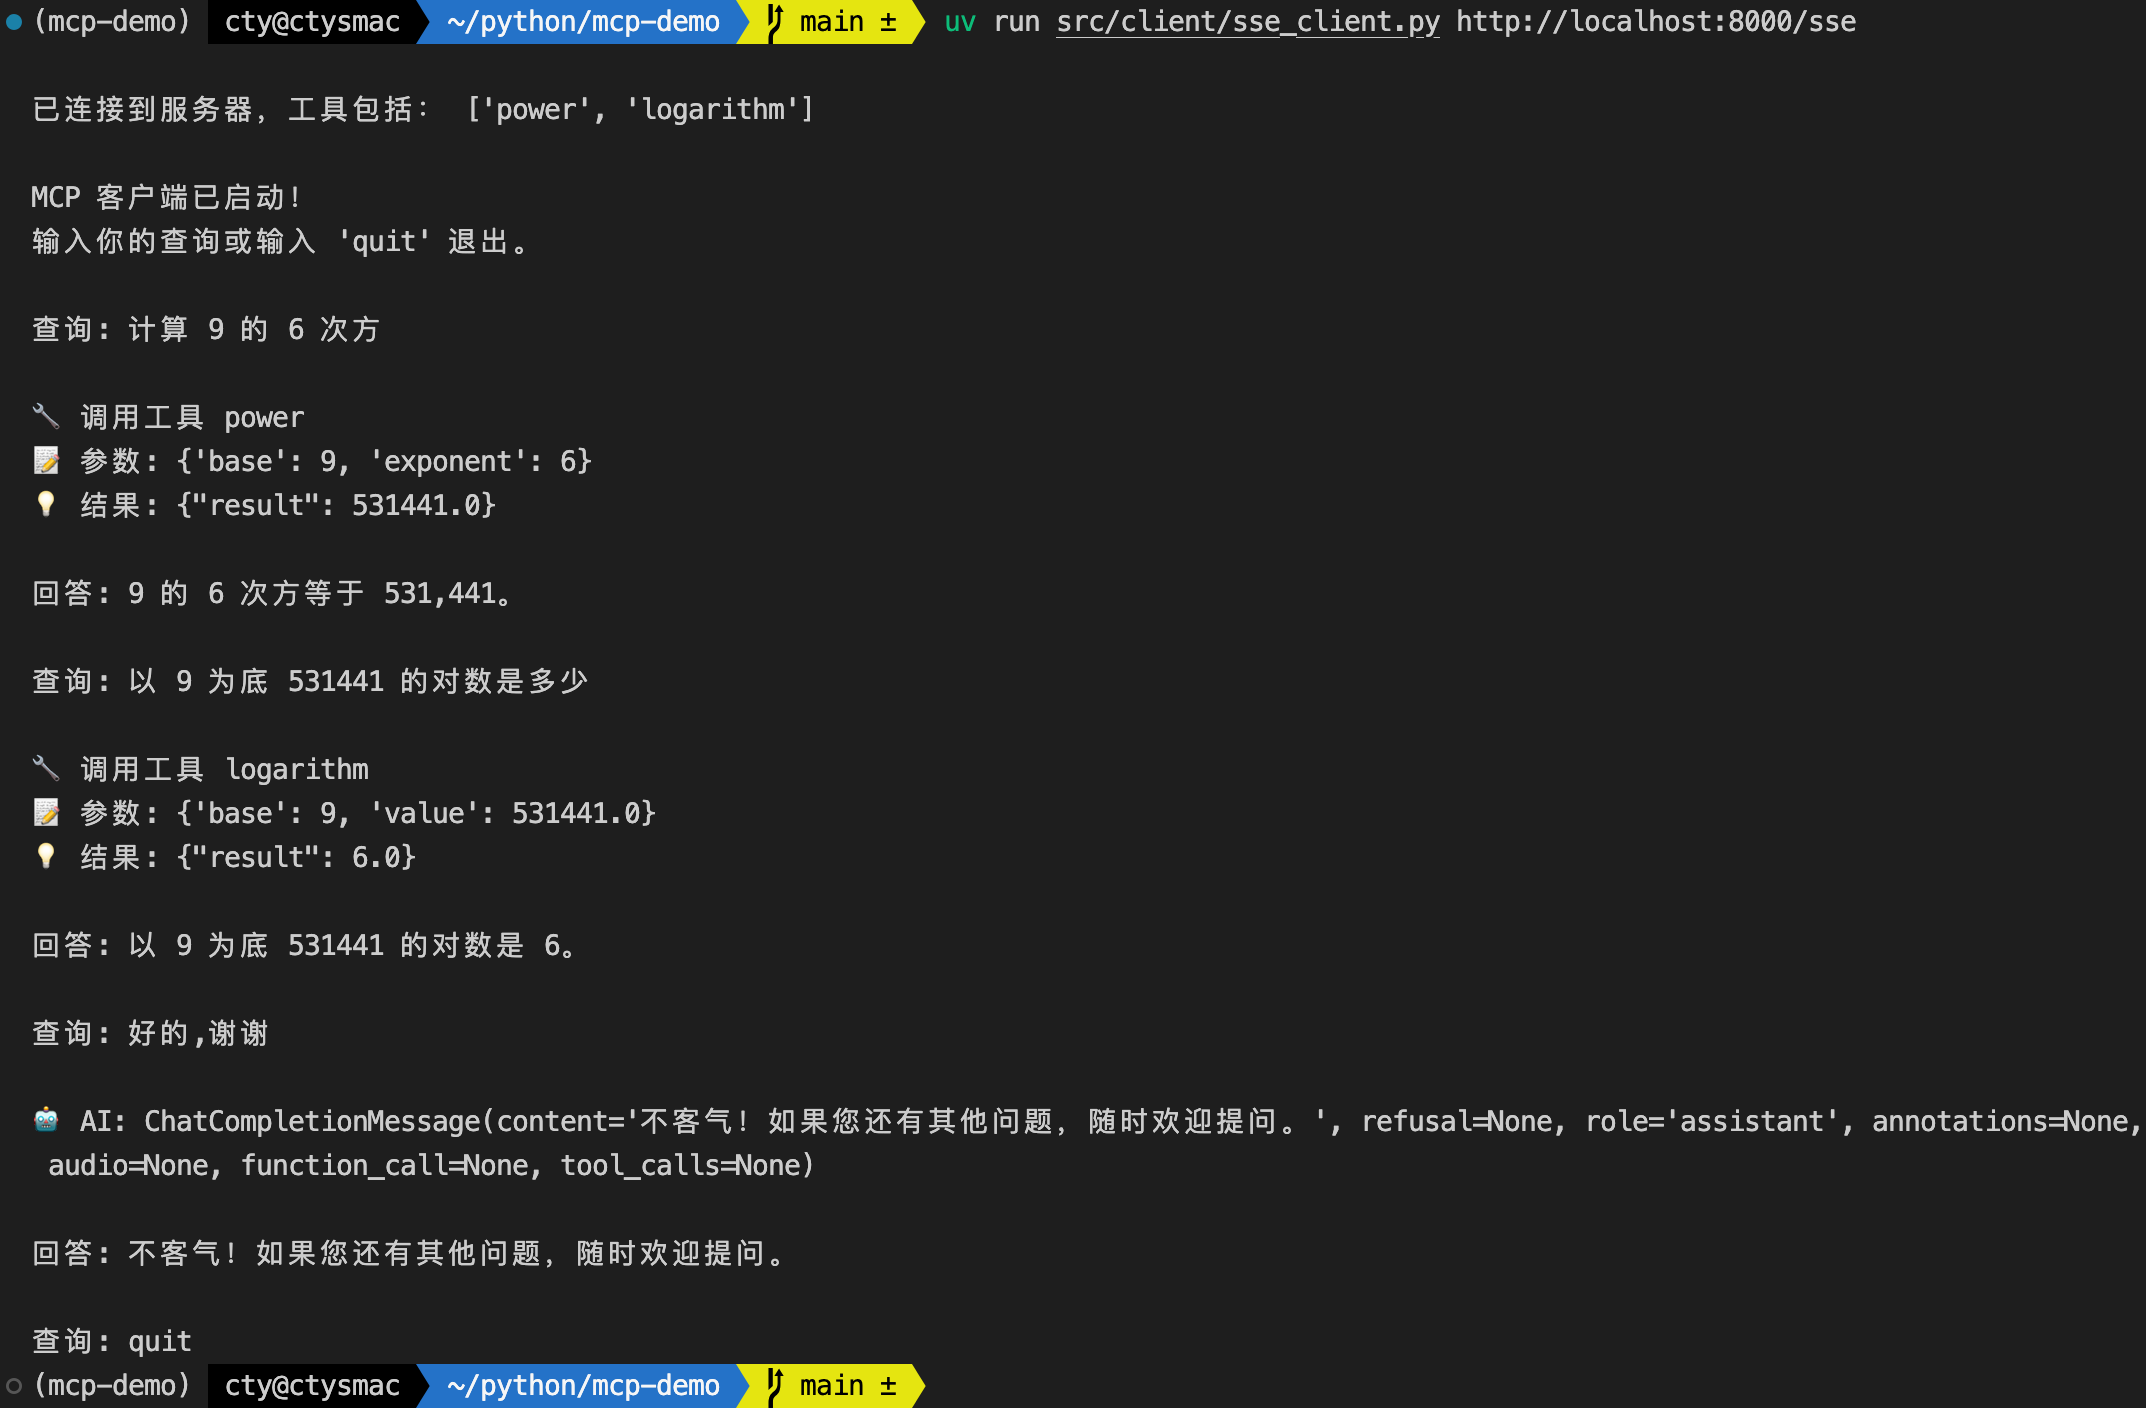 (mcp-demo) cty@ctysmac ~/python/mcp-demo main ± uv run src/client/sse_client.py http://localhost:8000/sse
已连接到服务器，工具包括： ['power', 'logarithm']
MCP 客户端已启动！
输入你的查询或输入 'quit' 退出。
查询: 计算 9 的 6 次方
🔧 调用工具 power
📝 参数: {'base': 9, 'exponent': 6}
💡 结果: {"result": 531441.0}
回答: 9 的 6 次方等于 531,441。
查询: 以 9 为底 531441 的对数是多少
🔧 调用工具 logarithm
📝 参数: {'base': 9, 'value': 531441.0}
💡 结果: {"result": 6.0}
回答: 以 9 为底 531441 的对数是 6。
查询: 好的,谢谢
🤖 AI: ChatCompletionMessage(content='不客气！如果您还有其他问题，随时欢迎提问。', refusal=None, role='assistant', annotations=None,
audio=None, function_call=None, tool_calls=None)
回答: 不客气！如果您还有其他问题，随时欢迎提问。
查询: quit
(mcp-demo) cty@ctysmac ~/python/mcp-demo main ±